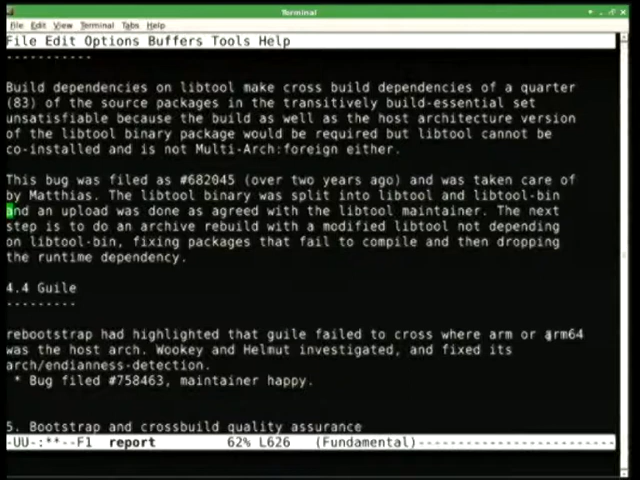 Terminal
File Edit View Terminal Tabs Help
File Edit Options Buffers Tools Help
-----------
Build dependencies on libtool make cross build dependencies of a quarter
(83) of the source packages in the transitively build-essential set
unsatisfiable because the build as well as the host architecture version
of the libtool binary package would be required but libtool cannot be
co-installed and is not Multi-Arch:foreign either.
This bug was filed as #682045 (over two years ago) and was taken care of
by Matthias. The libtool binary was split into libtool and libtool-bin
and an upload was done as agreed with the libtool maintainer. The next
step is to do an archive rebuild with a modified libtool not depending
on libtool-bin, fixing packages that fail to compile and then dropping
the runtime dependency.
4.4 Guile
---------
rebootstrap had highlighted that guile failed to cross where arm or arm64
was the host arch. Wookey and Helmut investigated, and fixed its
arch/endianness-detection.
* Bug filed #758463, maintainer happy.
5. Bootstrap and crossbuild quality assurance
-UU-:**--F1  report  62% L626  (Fundamental)-----------------------